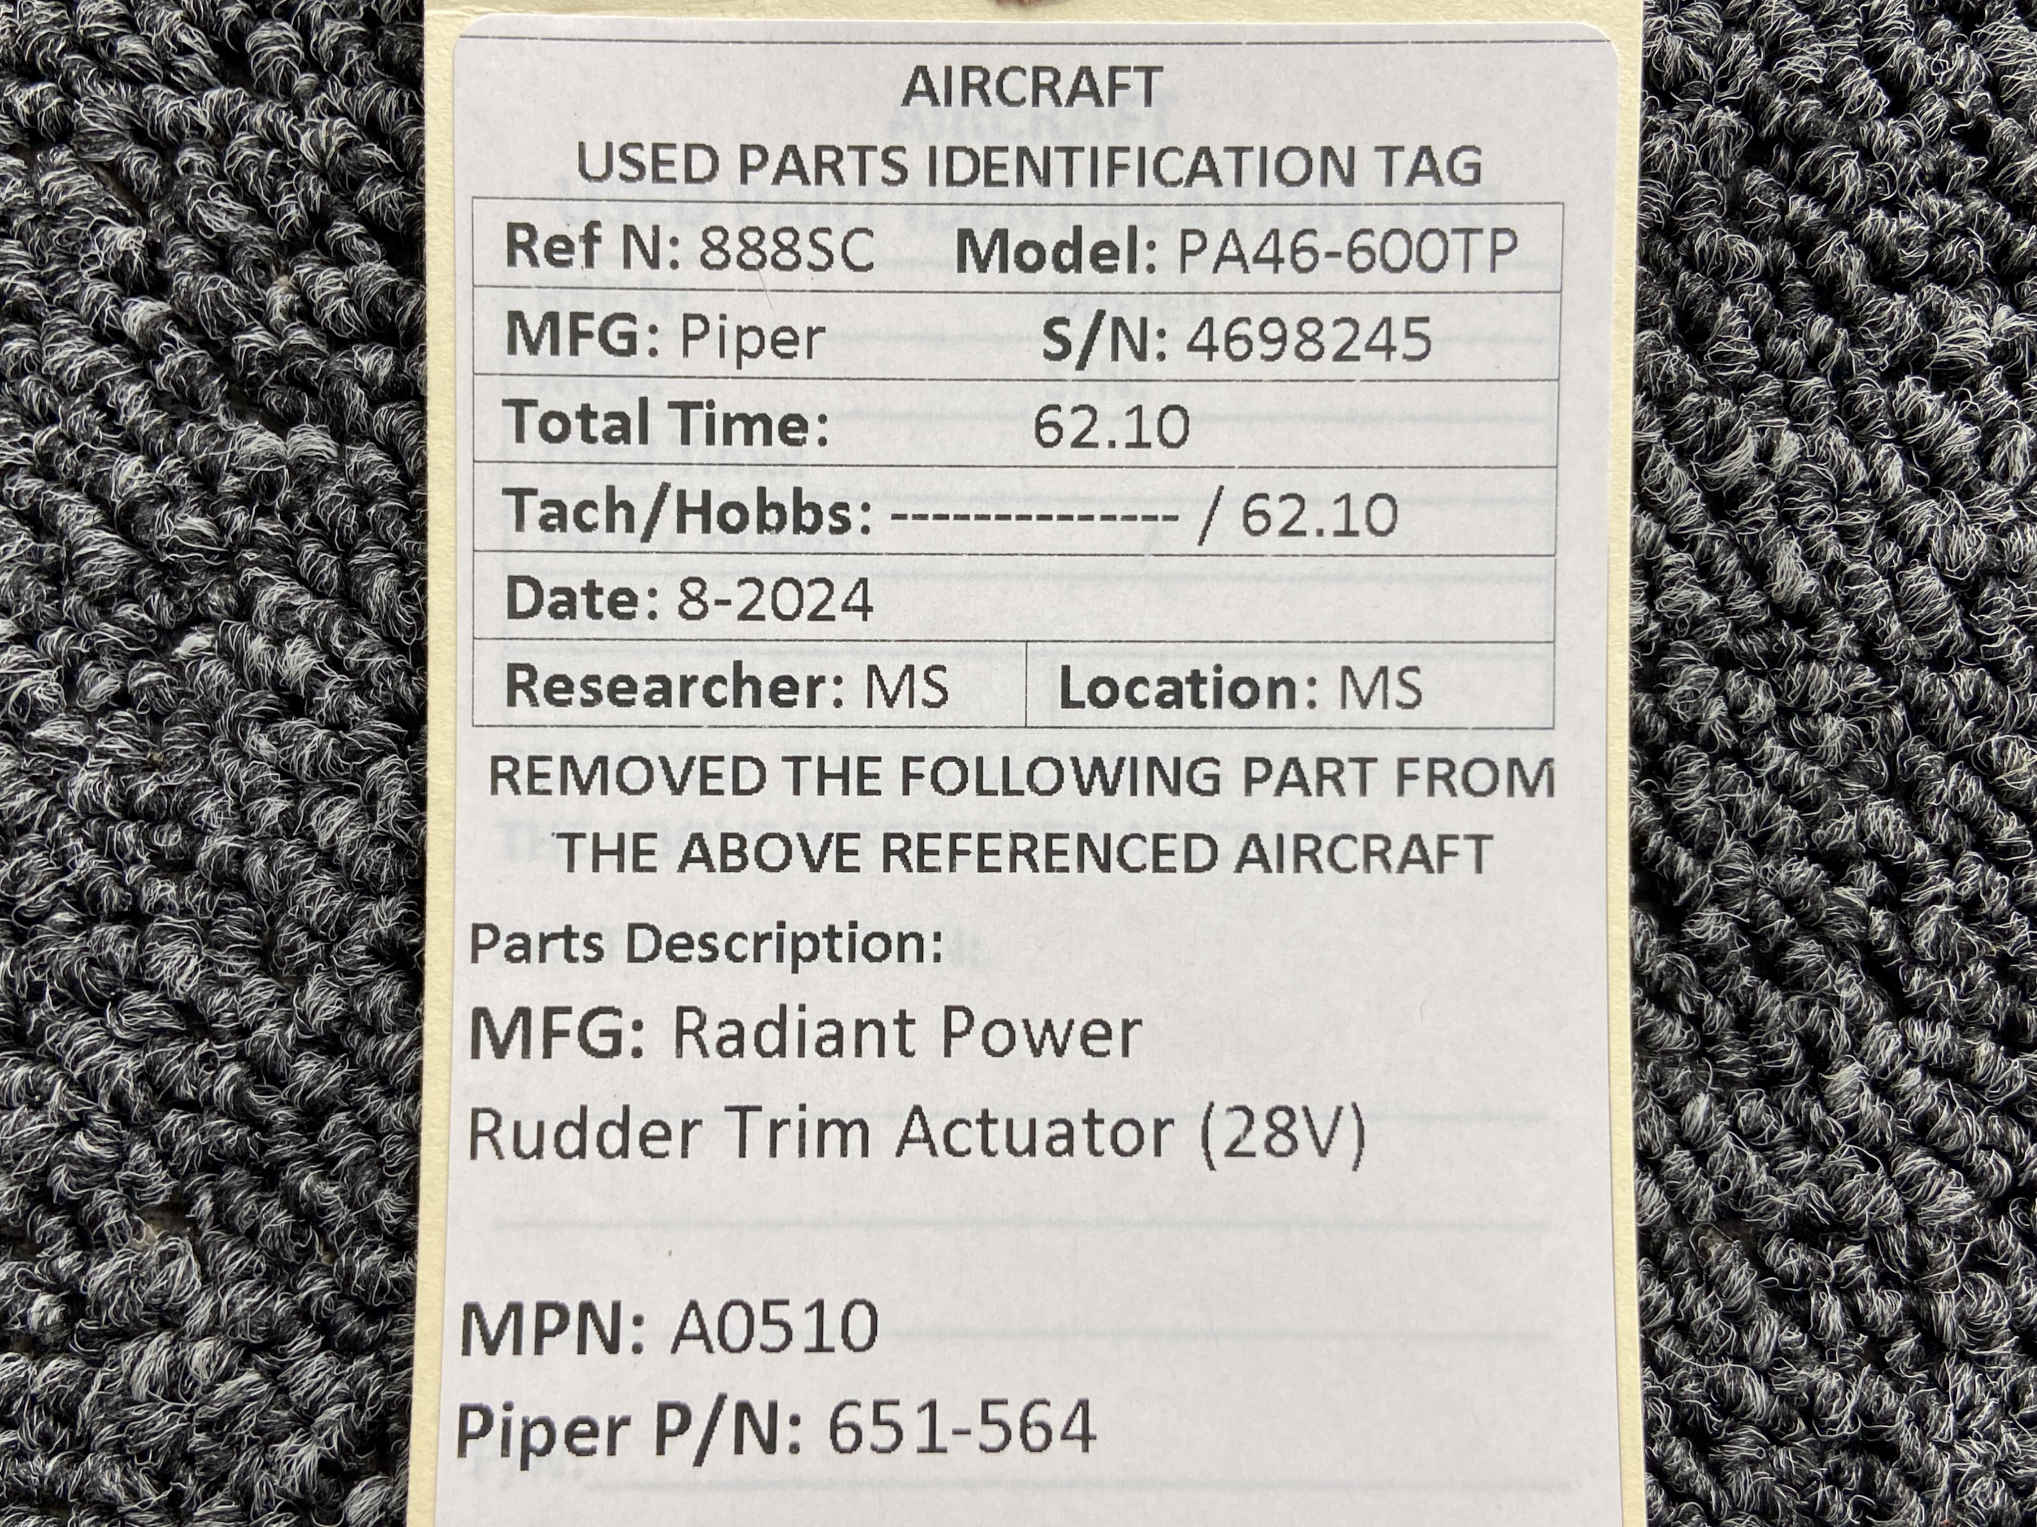 AIRCRAFT
USED PARTS IDENTIFICATION TAG
Ref N: 888SC Model: PA46-600TP
MFG: Piper S/N: 4698245
Total Time: 62.10
Tach/Hobbs: -------------- / 62.10
Date: 8-2024
Researcher: MS Location: MS
REMOVED THE FOLLOWING PART FROM
THE ABOVE REFERENCED AIRCRAFT
Parts Description:
MFG: Radiant Power
Rudder Trim Actuator (28V)
MPN: A0510
Piper P/N: 651-564